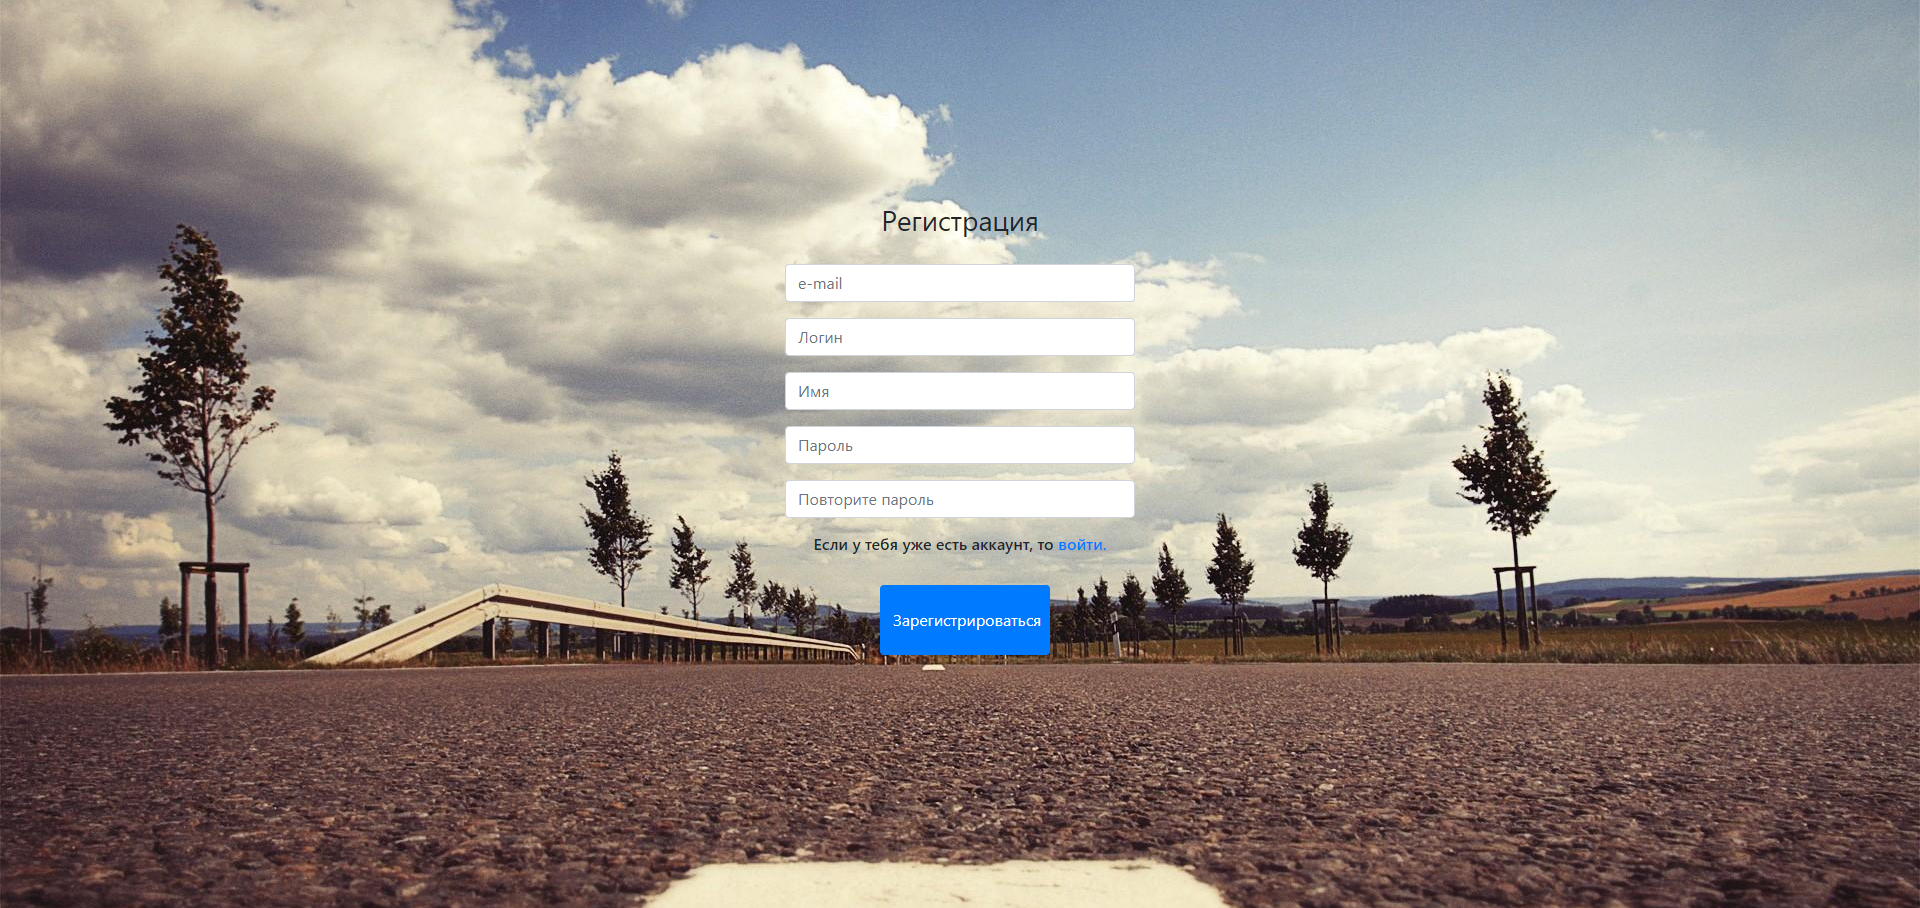 Регистрация
e-mail
Логин
Имя
Пароль
Повторите пароль
Если у тебя уже есть аккаунт, то войти.
Зарегистрироваться